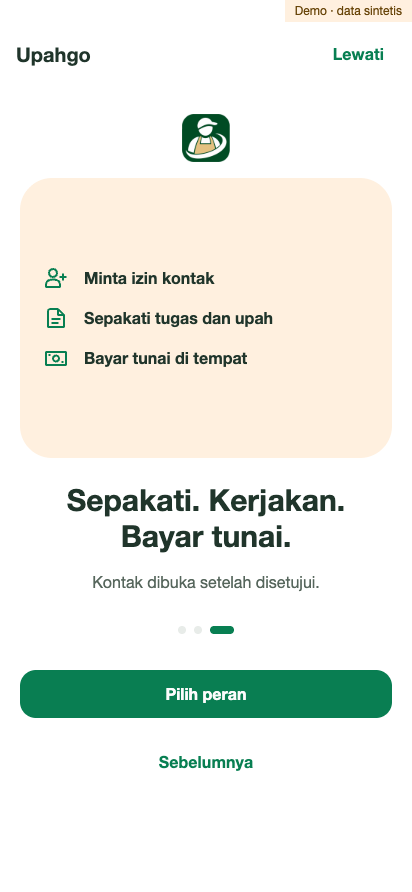 Demo · data sintetis
Upahgo
Lewati
Minta izin kontak
Sepakati tugas dan upah
Bayar tunai di tempat
Sepakati. Kerjakan.
Bayar tunai.
Kontak dibuka setelah disetujui.
Pilih peran
Sebelumnya